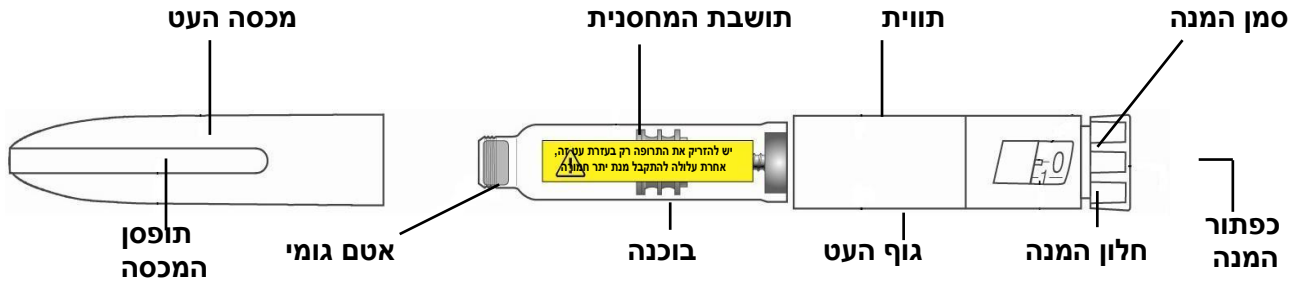 מכסה העט
תושבת המחסנית
תווית
סמן המנה
יש להזריק את התרופה רק בעזרת עט זה,
אחרת עלולה להתקבל מנת יתר חמורה
0
1
תופסן
המכסה
אטם גומי
בוכנה
גוף העט
חלון המנה
כפתור
המנה